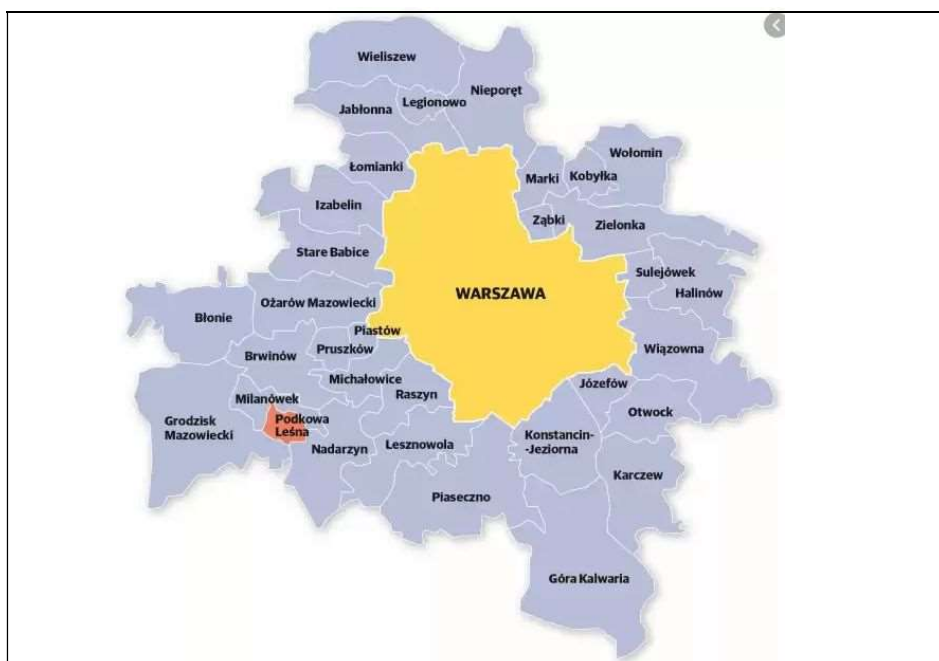 Wieliszew
Nieporęt
Legionowo
Jabłonna
Wołomin
Łomianki
Marki
Kobyłka
Izabelin
Ząbki
Zielonka
Stare Babice
Sulejówek
WARSZAWA
Halinów
Ożarów Mazowiecki
Błonie
Piastów
Pruszków
Wiązowna
Brwinów
Michałowice
Józefów
Raszyn
Milanówek
Otwock
Grodzisk
Mazowiecki
Podkowa
Leśna
Nadarzyn
Lesznowola
Konstancin-
-Jeziorna
Karczew
Piaseczno
Góra Kalwaria